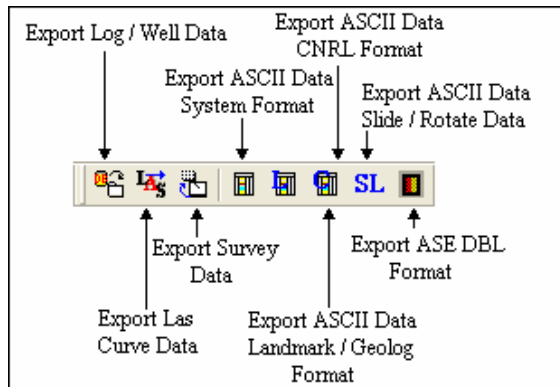 Export Log / Well Data
Export ASCII Data
CNRL Format
Export ASCII Data
System Format
Export ASCII Data
Slide / Rotate Data
LAS
L
C
SL
Export Survey
Data
Export ASE DBL
Format
Export Las
Curve Data
Export ASCII Data
Landmark / Geolog
Format